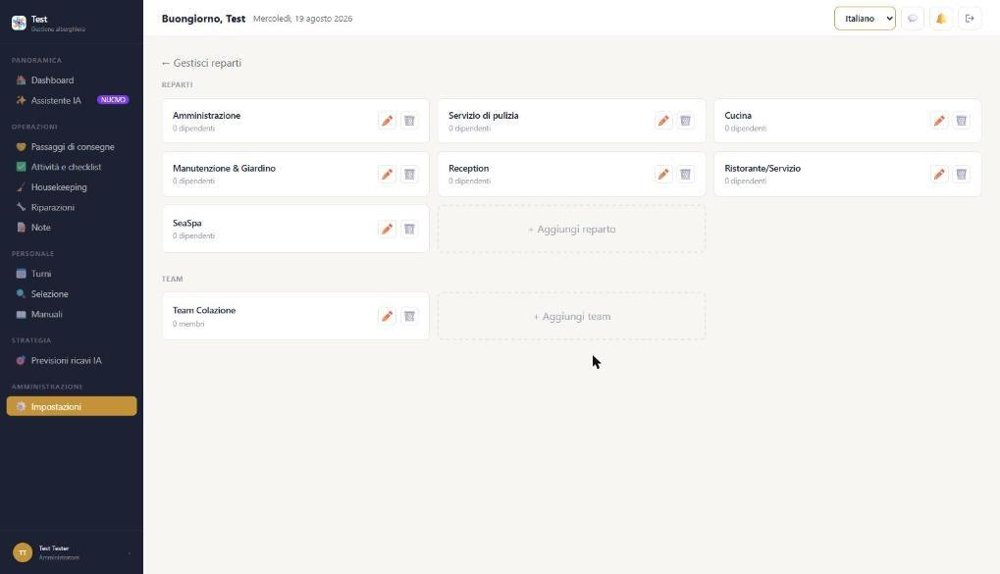 Test
Gestione alberghiera
PANORAMICA
Dashboard
Assistente IA NUOVO
OPERAZIONI
Passaggi di consegne
Attività e checklist
Housekeeping
Riparazioni
Note
PERSONALE
Turni
Selezione
Manuali
STRATEGIA
Previsioni ricavi IA
AMMINISTRAZIONE
Impostazioni
TT
Test Tester
Amministratore
Buongiorno, Test Mercoledì, 19 agosto 2026
Italiano
← Gestisci reparti
REPARTI
Amministrazione
0 dipendenti
Servizio di pulizia
0 dipendenti
Cucina
0 dipendenti
Manutenzione & Giardino
0 dipendenti
Reception
0 dipendenti
Ristorante/Servizio
0 dipendenti
SeaSpa
0 dipendenti
+ Aggiungi reparto
TEAM
Team Colazione
0 membri
+ Aggiungi team